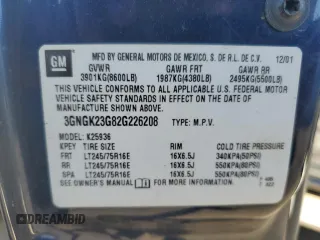 GM
MFD BY GENERAL MOTORS DE MEXICO, S. DE R.L. DE C.V. 12/01
GVWR GAWR FRT GAWR RR
3901KG(8600LB) 1987KG(4380LB) 2495KG(5500LB)
THIS VEHICLE CONFORMS TO ALL APPLICABLE
U.S. FEDERAL MOTOR VEHICLE SAFETY
STANDARDS IN EFFECT ON THE DATE OF
MANUFACTURE SHOWN ABOVE.
3GNGK23G82G226208 TYPE: M.P.V.
MODEL: K25936
KPEY TIRE SIZE RIM COLD TIRE PRESSURE
FRT LT245/75R16E 16X6.5J 340KPA(50PSI)
RR LT245/75R16E 16X6.5J 550KPA(80PSI)
SPA LT245/75R16E 16X6.5J 550KPA(80PSI)
SEE OWNER'S MANUAL FOR ADDITIONAL INFORMATION.
DREAMBID